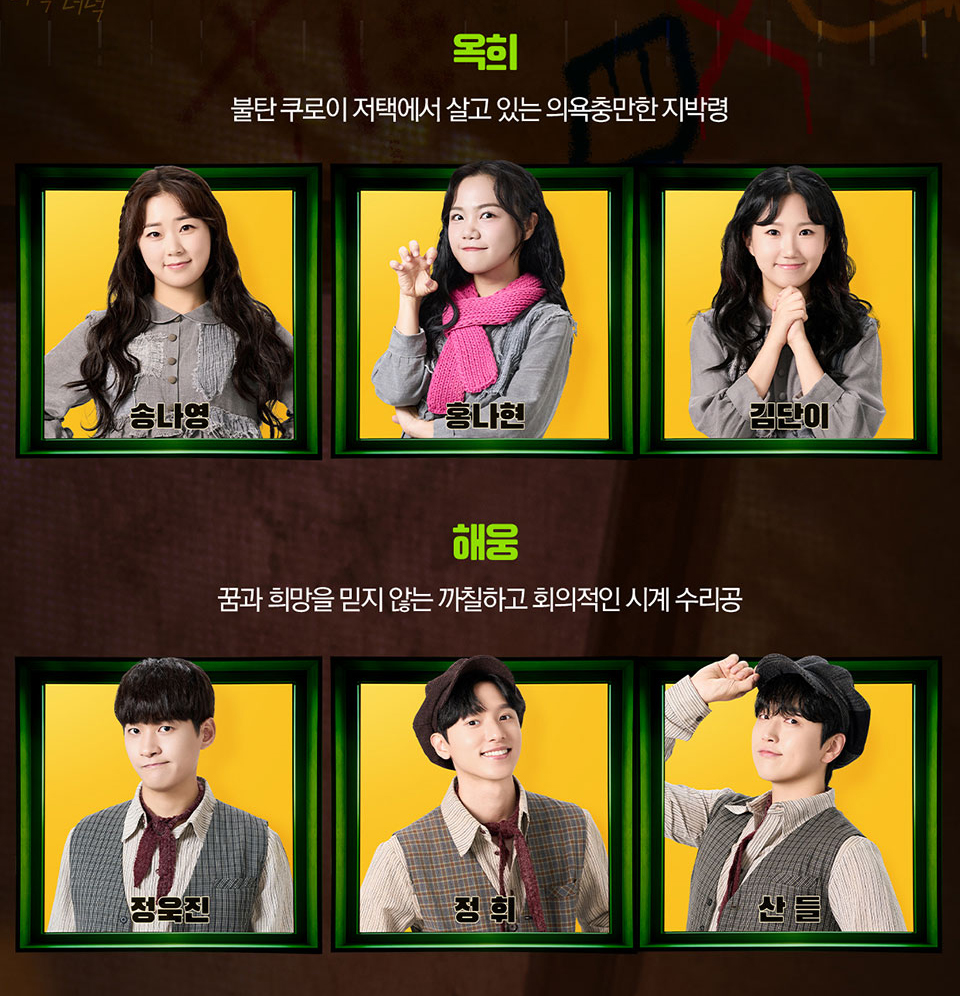 옥희
불탄 쿠로이 저택에서 살고 있는 의욕충만한 지박령
송나영
홍나현
김단이
해웅
꿈과 희망을 믿지 않는 까칠하고 회의적인 시계 수리공
정욱진
정 휘
산 들